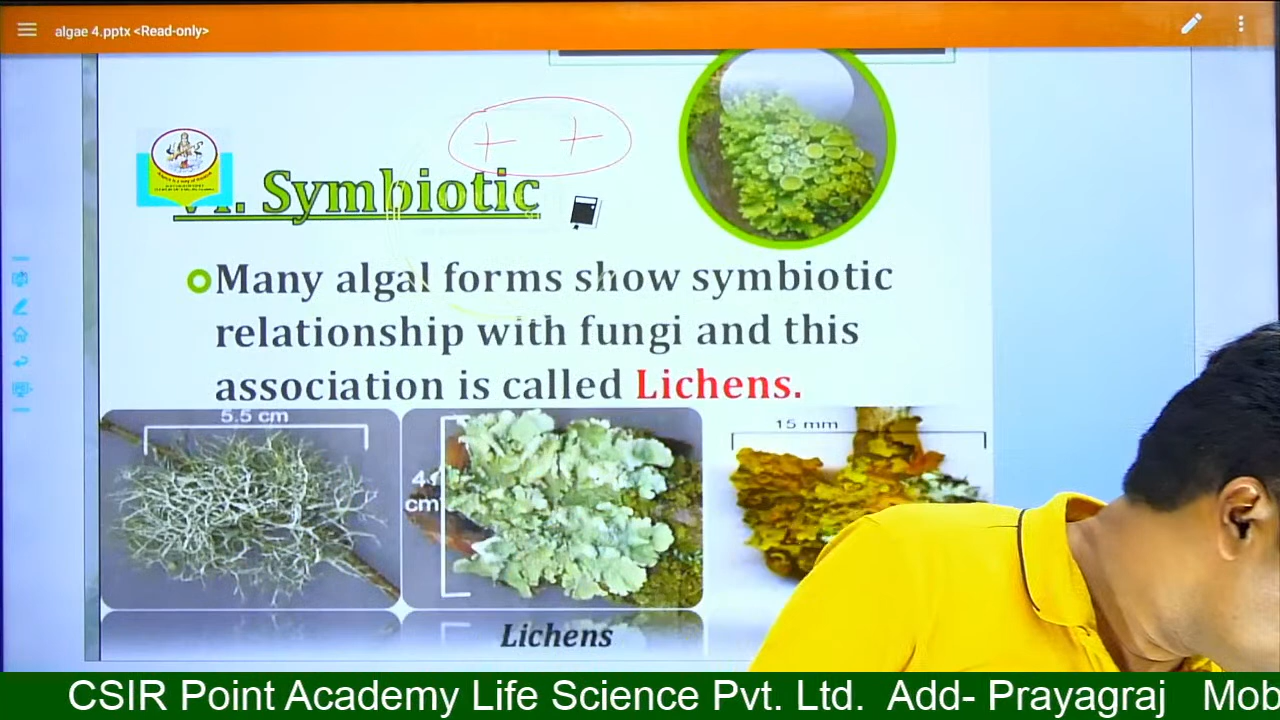 algae 4.pptx <Read-only>
+ +
Symbiotic
Many algal forms show symbiotic
relationship with fungi and this
association is called Lichens.
5.5 cm
cm
15 mm
Lichens
CSIR Point Academy Life Science Pvt. Ltd. Add- Prayagraj Mob